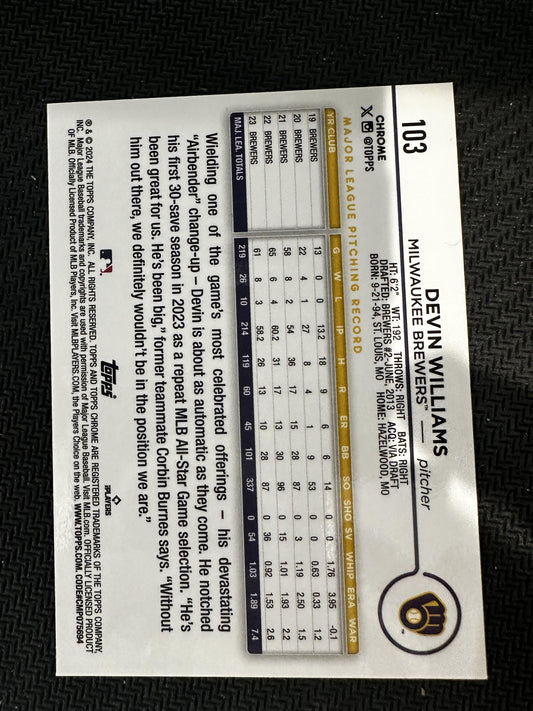 103
DEVIN WILLIAMS
MILWAUKEE BREWERS™ — pitcher
HT: 6'2" WT: 192 THROWS: RIGHT BATS: RIGHT
DRAFTED: BREWERS #2-JUNE, 2013 ACQ: VIA DRAFT
BORN: 9-21-94, ST. LOUIS, MO HOME: HAZELWOOD, MO
CHROME
X @TOPPS
MAJOR LEAGUE PITCHING RECORD
YR CLUB G W L IP H R ER BB SO SHO SV WHIP ERA WAR
19 BREWERS 13 0 0 13.2 18 9 6 6 14 0 0 1.76 3.95 -0.1
20 BREWERS 22 4 1 27 8 4 1 9 53 0 0 0.63 0.33 1.2
21 BREWERS 58 8 2 54 36 17 15 28 87 0 3 1.19 2.50 1.5
22 BREWERS 65 6 4 60.2 31 17 13 30 96 0 15 1.01 1.93 2.2
23 BREWERS 61 8 3 58.2 26 13 10 28 87 0 36 0.92 1.53 2.6
MAJ. LEA. TOTALS 219 26 10 214 119 60 45 101 337 0 54 1.03 1.89 7.4
Wielding one of the game's most celebrated offerings – his devastating
"Airbender" change-up – Devin is about as automatic as they come. He notched
his first 30-save season in 2023 as a repeat MLB All-Star Game selection. "He's
been great for us. He's been big," former teammate Corbin Burnes says. "Without
him out there, we definitely wouldn't be in the position we are."
topps
PLAYERS
® & © 2024 THE TOPPS COMPANY, INC. ALL RIGHTS RESERVED. TOPPS AND TOPPS CHROME ARE REGISTERED TRADEMARKS OF THE TOPPS COMPANY,
INC. Major League Baseball trademarks and copyrights are used with permission of Major League Baseball. Visit MLB.com. OFFICIALLY LICENSED PRODUCT
OF MLB. Officially Licensed Product of MLB Players, Inc. Visit MLBPLAYERS.COM, the Players Choice on the web. WWW.TOPPS.COM. CODE#CMP075694